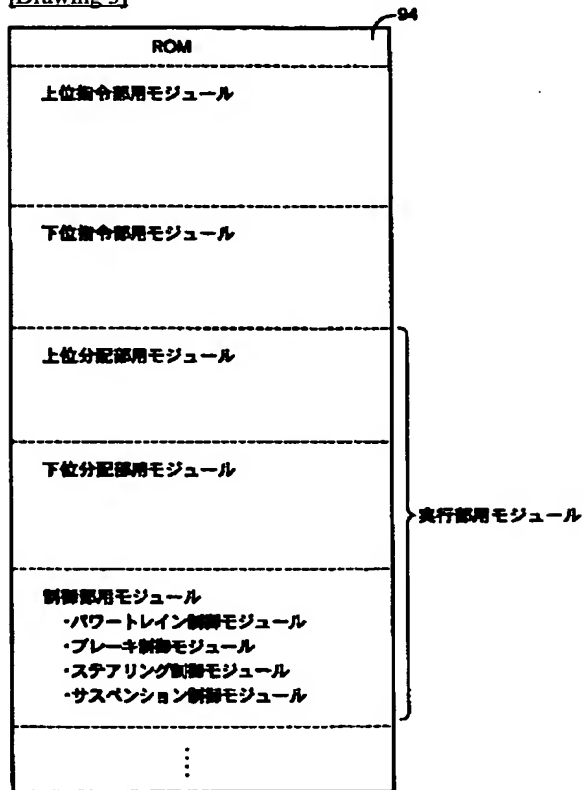 [Drawing 3]
94
ROM
上位指令部用モジュール
下位指令部用モジュール
上位分配部用モジュール
下位分配部用モジュール
実行部用モジュール
制御部用モジュール
・パワートレイン制御モジュール
・ブレーキ制御モジュール
・ステアリング制御モジュール
・サスペンション制御モジュール